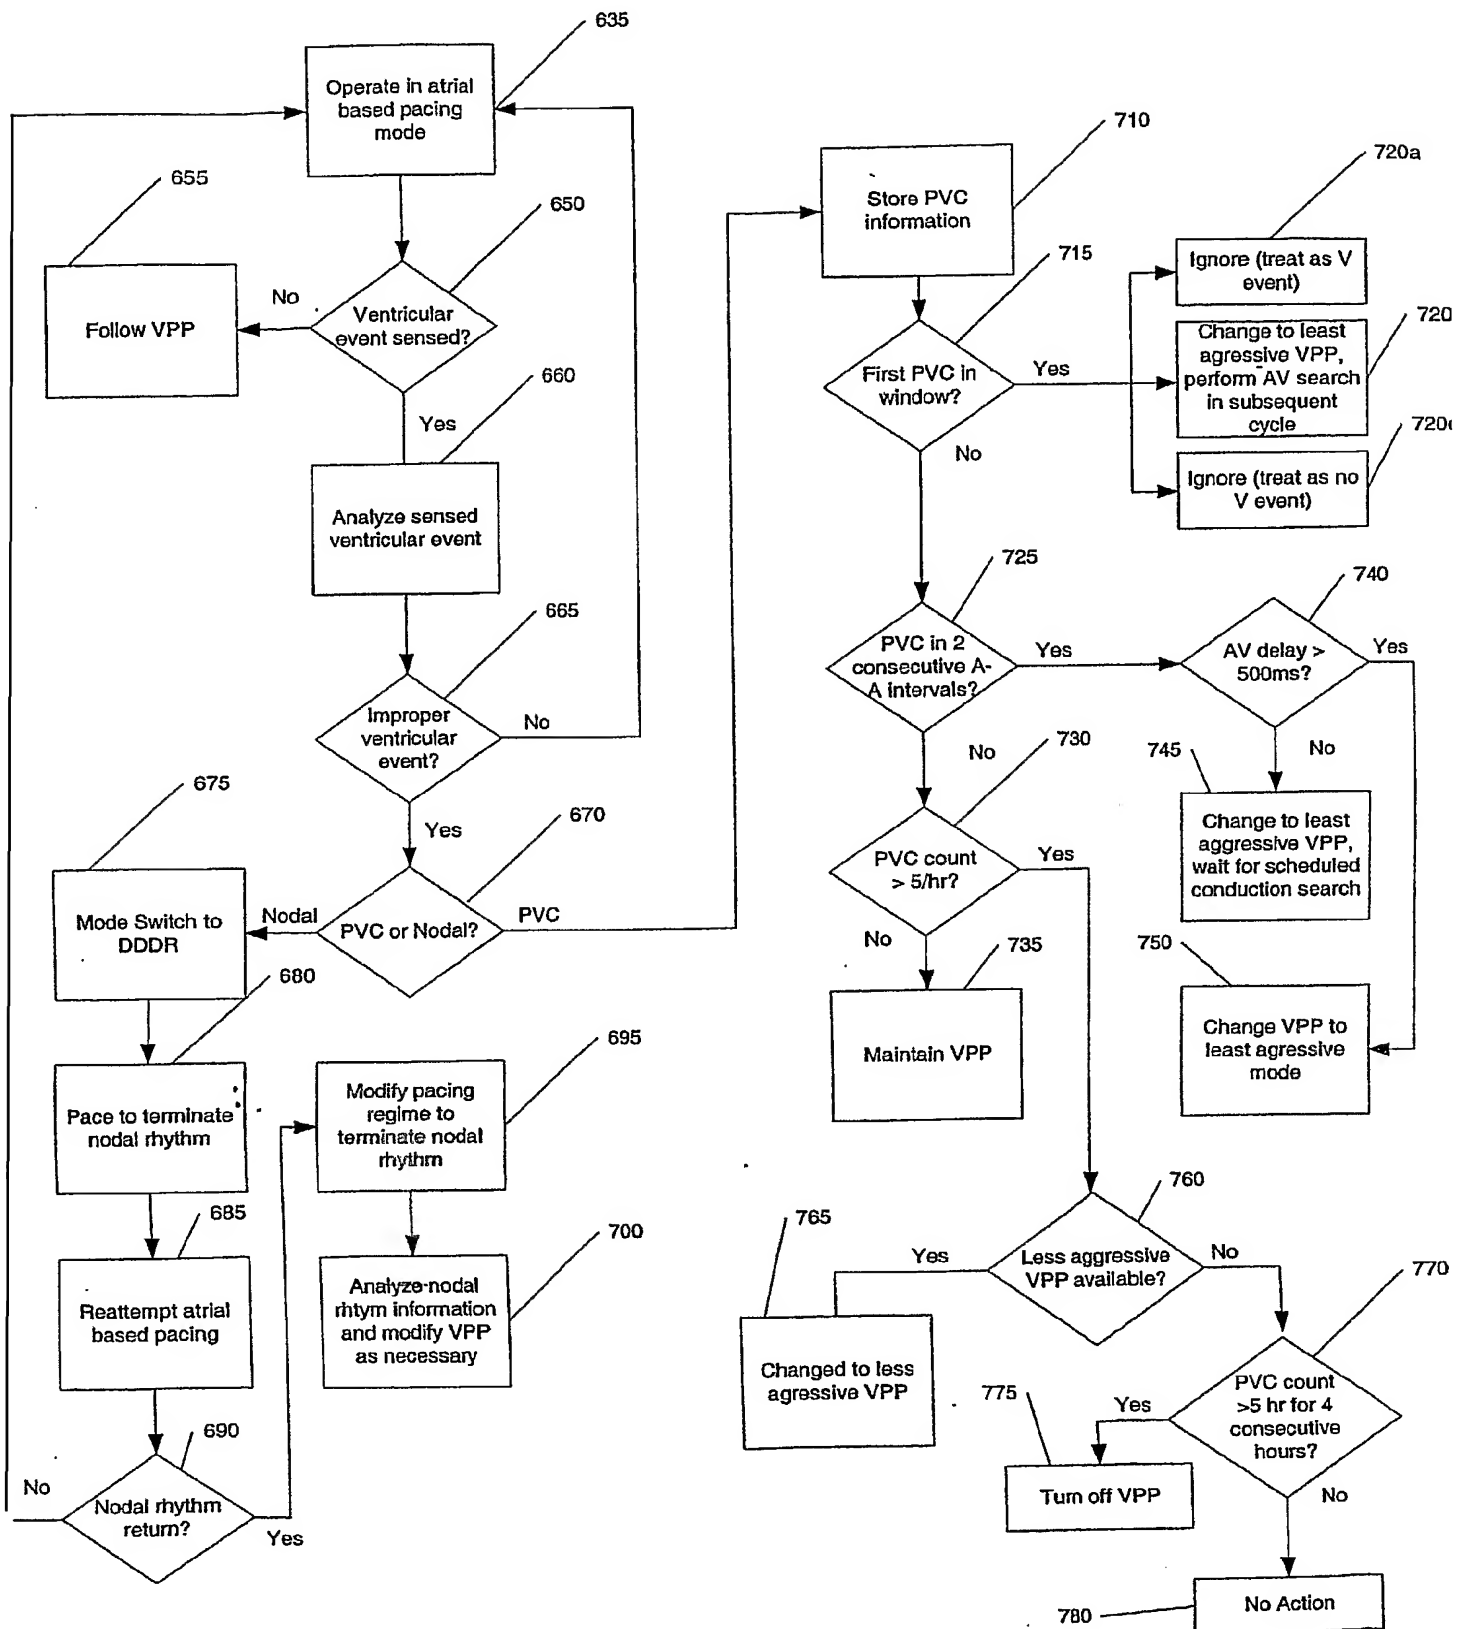 635
Operate in atrial
based pacing
mode
655
650
Follow VPP
No
Ventricular
event sensed?
660
Yes
Analyze sensed
ventricular event
665
Improper
ventricular
event?
No
675
Yes
670
Mode Switch to
DDDR
Nodal
PVC or Nodal?
PVC
680
Pace to terminate
nodal rhythm
695
Modify pacing
regime to
terminate nodal
rhythm
685
700
Reattempt atrial
based pacing
Analyze-nodal
rhtym information
and modify VPP
as necessary
690
No
Nodal rhythm
return?
Yes
710
Store PVC
information
720a
715
Ignore (treat as V
event)
First PVC in
window?
Yes
720
Change to least
agressive VPP,
perform AV search
in subsequent
cycle
No
Ignore (treat as no
V event)
725
PVC in 2
consecutive A-
A intervals?
Yes
740
AV delay >
500ms?
Yes
No
745
Change to least
aggressive VPP,
wait for scheduled
conduction search
No
730
PVC count
> 5/hr?
Yes
No
735
Maintain VPP
750
Change VPP to
least agressive
mode
760
Less aggressive
VPP available?
Yes
No
765
Changed to less
agressive VPP
770
PVC count
>5 hr for 4
consecutive
hours?
Yes
775
Turn off VPP
No
780
No Action